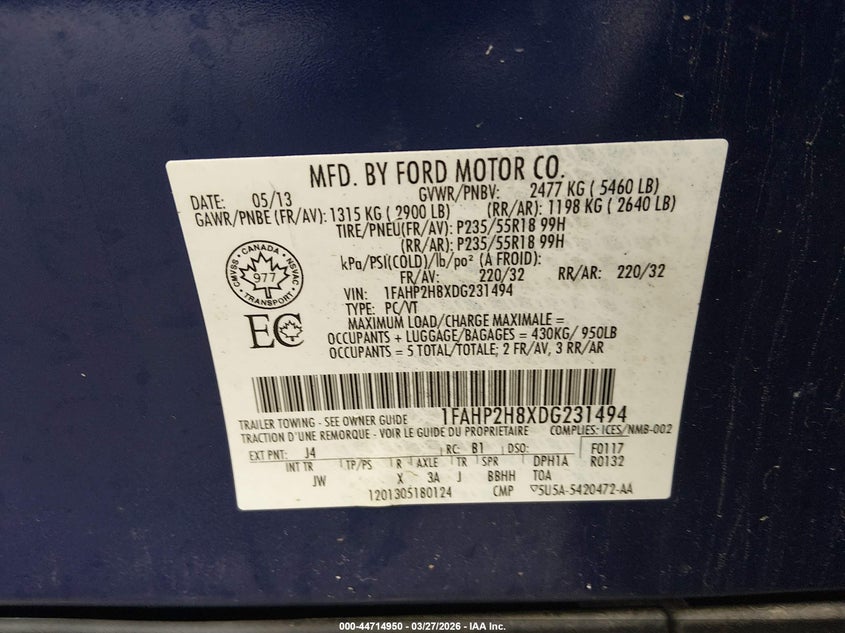 MFD. BY FORD MOTOR CO.
DATE: 05/13 GVWR/PNBV: 2477 KG ( 5460 LB)
GAWR/PNBE (FR/AV): 1315 KG ( 2900 LB) (RR/AR): 1198 KG ( 2640 LB)
TIRE/PNEU(FR/AV): P235/55R18 99H
(RR/AR): P235/55R18 99H
kPa/PSI(COLD)/lb/po² (A FROID):
FR/AV: 220/32 RR/AR: 220/32
CANADA
CMVSS 977 NSVAC
TRANSPORT
VIN: 1FAHP2H8XDG231494
TYPE: PC/VT
EC
MAXIMUM LOAD/CHARGE MAXIMALE =
OCCUPANTS + LUGGAGE/BAGAGES = 430KG/ 950LB
OCCUPANTS = 5 TOTAL/TOTALE; 2 FR/AV, 3 RR/AR
1FAHP2H8XDG231494
TRAILER TOWING - SEE OWNER GUIDE
TRACTION D'UNE REMORQUE - VOIR LE GUIDE DU PROPRIETAIRE COMPLIES: ICES/NMB-002
EXT PNT: J4 RC: B1 DSO: F0117
INT TR TP/PS R AXLE TR SPR DPH1A R0132
JW X 3A J BBHH TOA
1201305180124 CMP 5U5A-5420472-AA
000-44714950 - 03/27/2026 - IAA Inc.